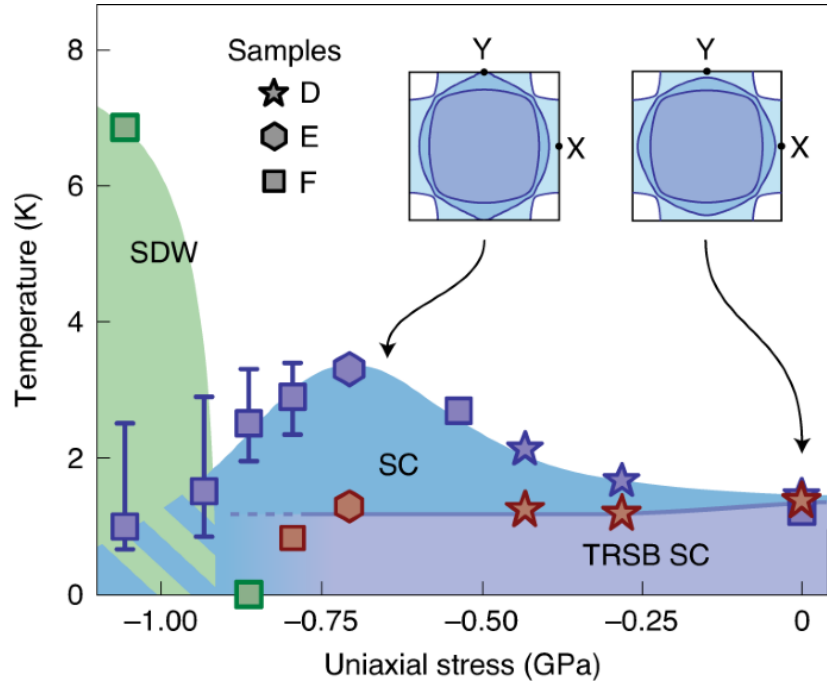 8
6
4
2
0
Temperature (K)
Samples
D
E
F
Y
X
Y
X
SDW
SC
TRSB SC
−1.00
−0.75
−0.50
−0.25
0
Uniaxial stress (GPa)